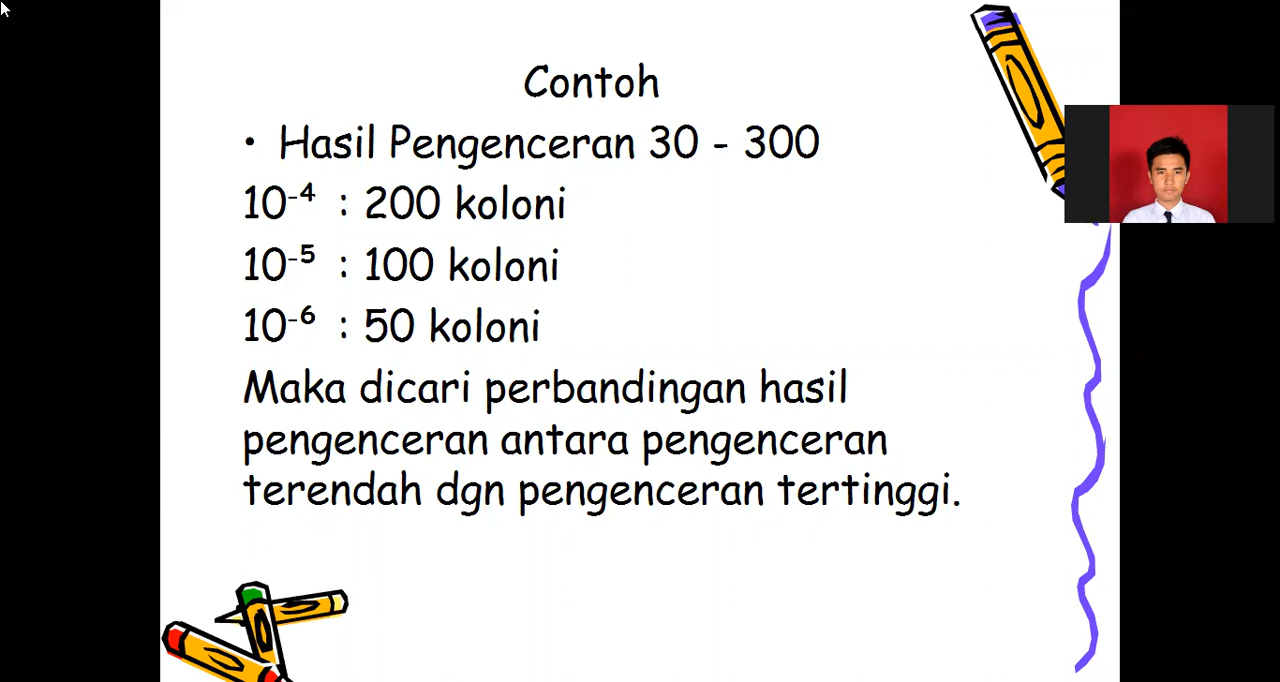 Contoh
• Hasil Pengenceran 30 - 300
10⁻⁴ : 200 koloni
10⁻⁵ : 100 koloni
10⁻⁶ : 50 koloni
Maka dicari perbandingan hasil
pengenceran antara pengenceran
terendah dgn pengenceran tertinggi.